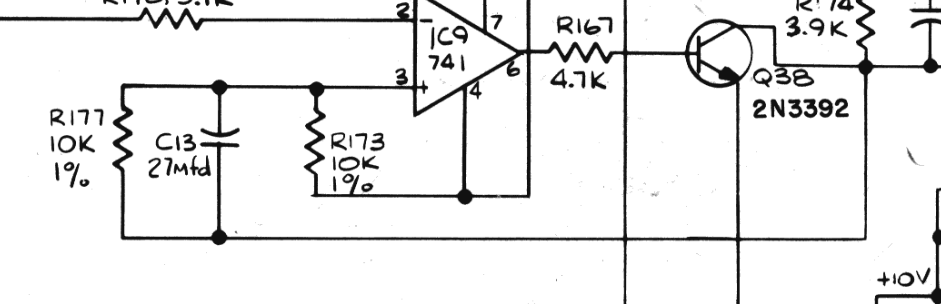 2
7
IC9
741
6
3
4
R167
4.7K
3.9K
Q38
2N3392
R177
10K
1%
C13
27Mfd
R173
10K
1%
+10V